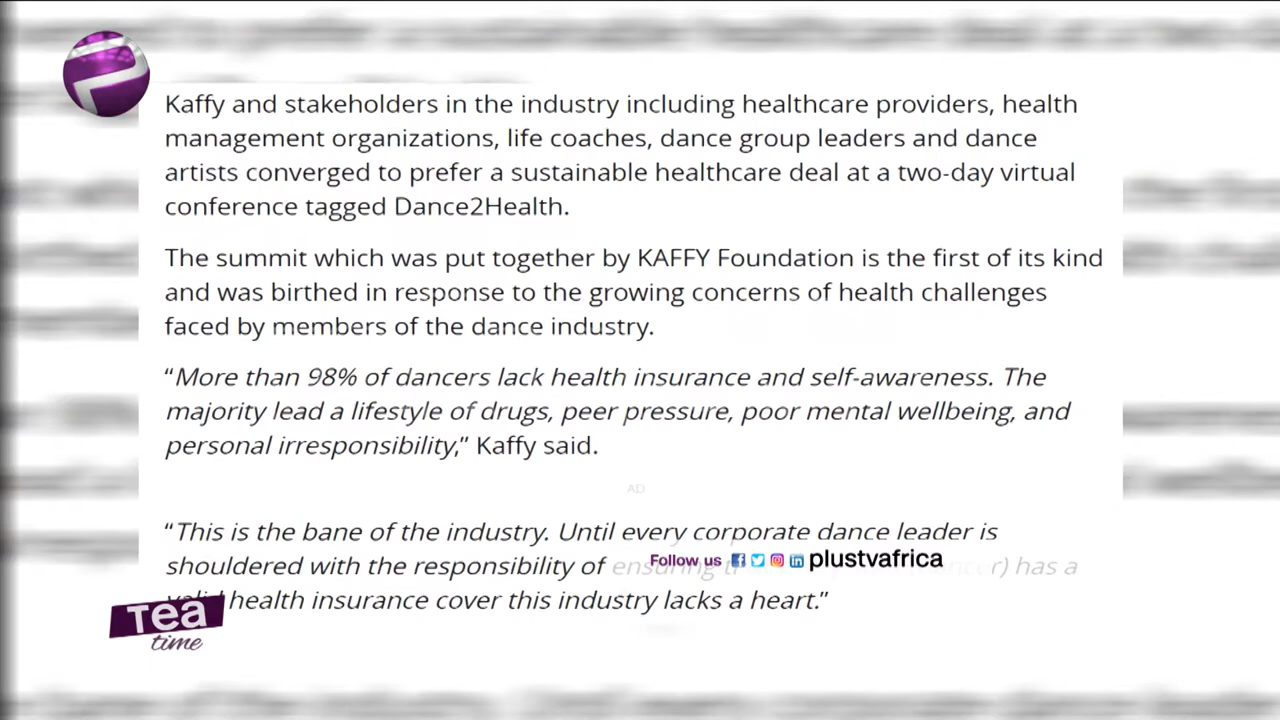 Kaffy and stakeholders in the industry including healthcare providers, health
management organizations, life coaches, dance group leaders and dance
artists converged to prefer a sustainable healthcare deal at a two-day virtual
conference tagged Dance2Health.
The summit which was put together by KAFFY Foundation is the first of its kind
and was birthed in response to the growing concerns of health challenges
faced by members of the dance industry.
“More than 98% of dancers lack health insurance and self-awareness. The
majority lead a lifestyle of drugs, peer pressure, poor mental wellbeing, and
personal irresponsibility,” Kaffy said.
AD
“This is the bane of the industry. Until every corporate dance leader is
shouldered with the responsibility of ensuring has a
Follow us plustvafrica
health insurance cover this industry lacks a heart.”
Tea
time